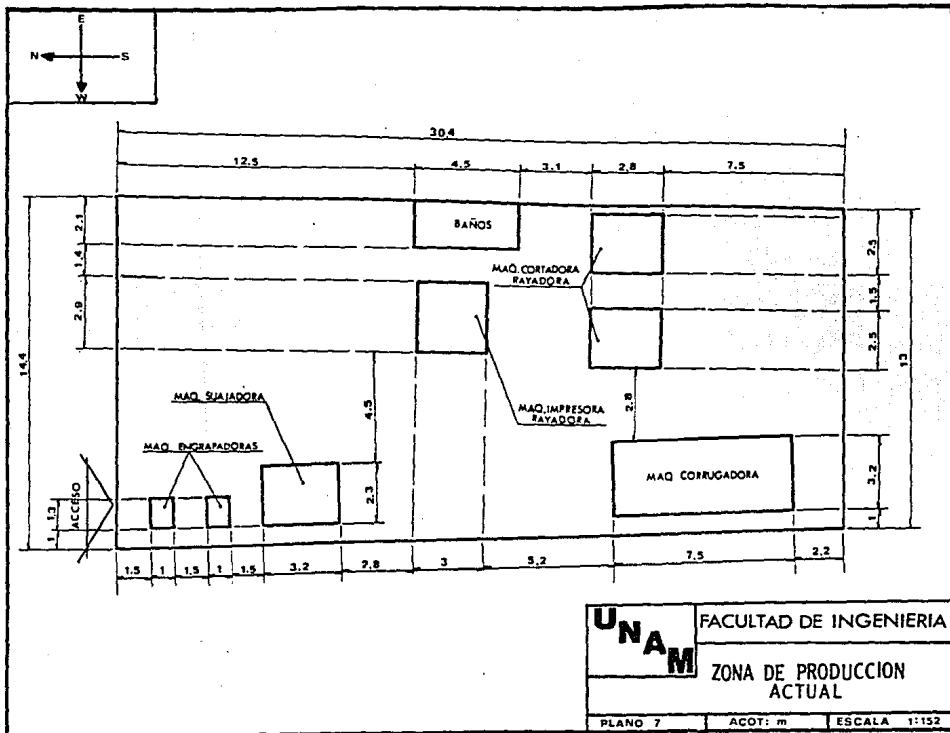 E
N S
W
30.4
12.5 4.5 3.1 2.8 7.5
2.1
1.4
2.9
14.4
BAÑOS
MAQ. CORTADORA
RAYADORA
2.5
1.5
2.5
13
MAQ. IMPRESORA
RAYADORA
4.5
2.8
MAQ. SUAJADORA
MAQ. ENGRAPADORAS
2.3
MAQ CORRUGADORA
3.2
1
ACCESO
1.3
1
1.5 1 1.5 1 1.5 3.2 2.8 3 5.2 7.5 2.2
UNAM
FACULTAD DE INGENIERIA
ZONA DE PRODUCCION
ACTUAL
PLANO 7 ACOT: m ESCALA 1:152